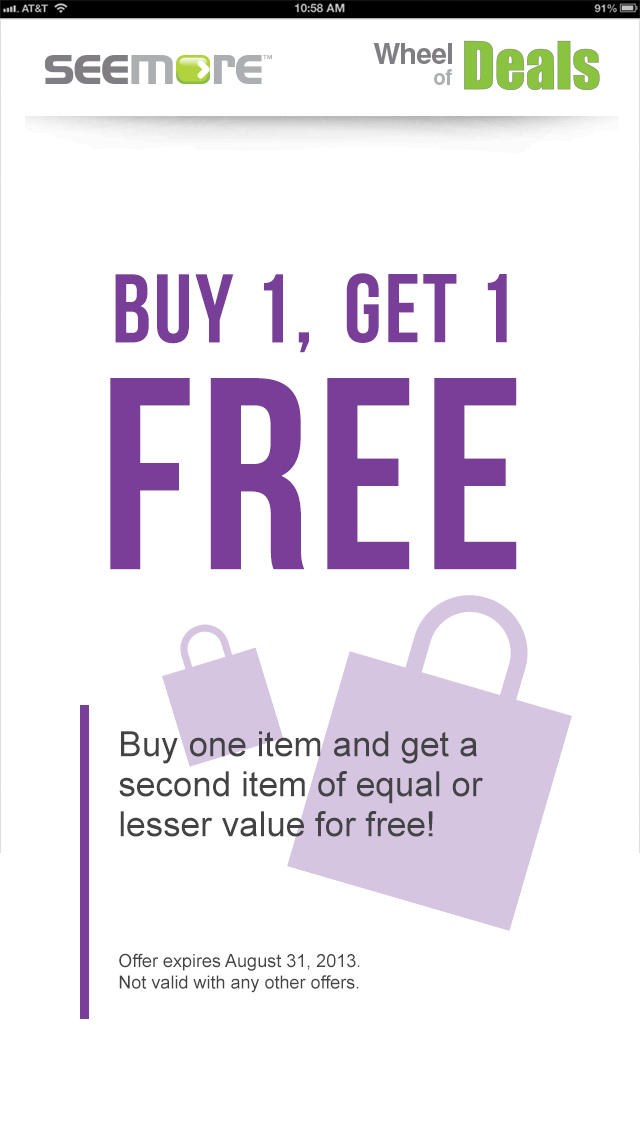 AT&T 10:58 AM 91%
seemore™
Wheel of Deals
BUY 1, GET 1
FREE
Buy one item and get a
second item of equal or
lesser value for free!
Offer expires August 31, 2013.
Not valid with any other offers.